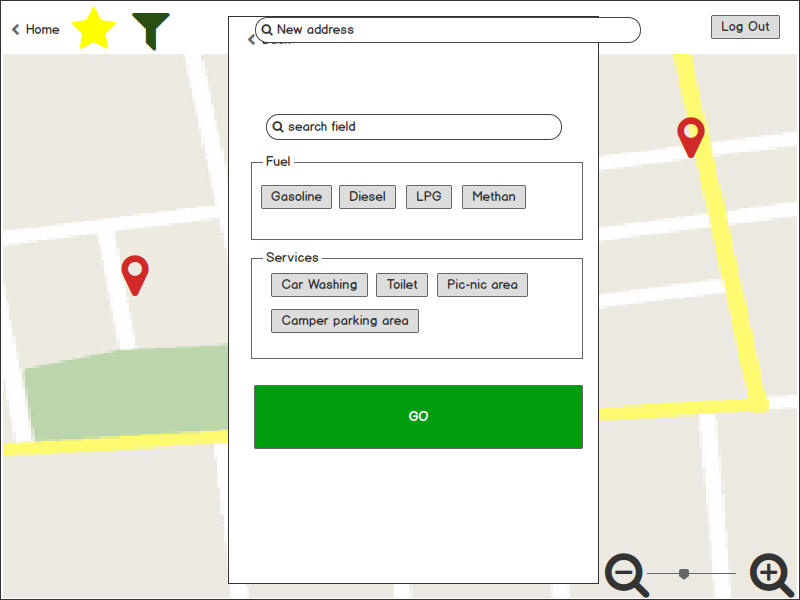 Home
New address
Log Out
search field
Fuel
Gasoline
Diesel
LPG
Methan
Services
Car Washing
Toilet
Pic-nic area
Camper parking area
GO